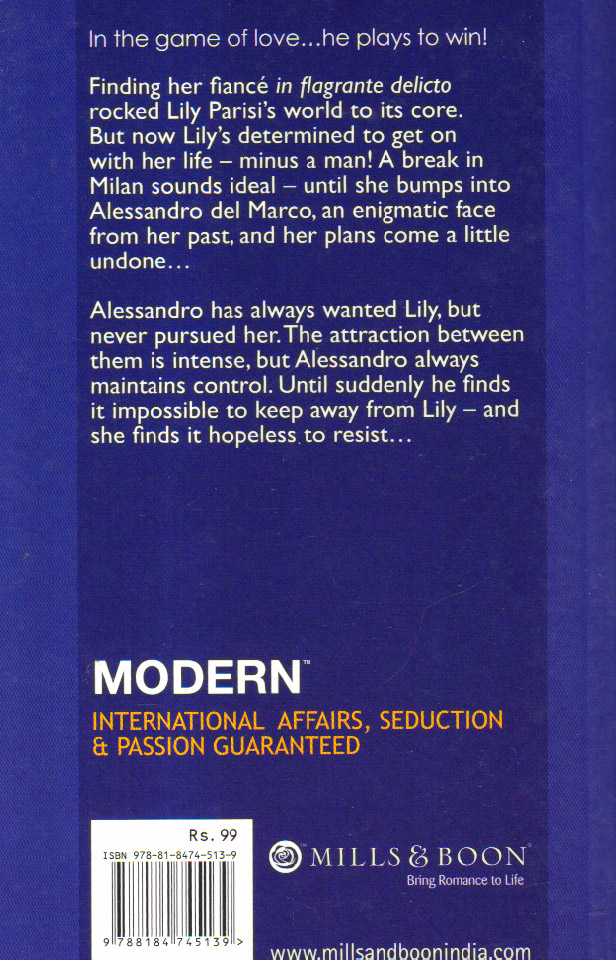 In the game of love...he plays to win!
Finding her fiancé in flagrante delicto
rocked Lily Parisi's world to its core.
But now Lily's determined to get on
with her life – minus a man! A break in
Milan sounds ideal – until she bumps into
Alessandro del Marco, an enigmatic face
from her past, and her plans come a little
undone...
Alessandro has always wanted Lily, but
never pursued her. The attraction between
them is intense, but Alessandro always
maintains control. Until suddenly he finds
it impossible to keep away from Lily – and
she finds it hopeless to resist...
MODERN™
INTERNATIONAL AFFAIRS, SEDUCTION
& PASSION GUARANTEED
Rs. 99
ISBN 978-81-8474-513-9
9 788184 745139 >
™ MILLS & BOON®
Bring Romance to Life
www.millsandboonindia.com